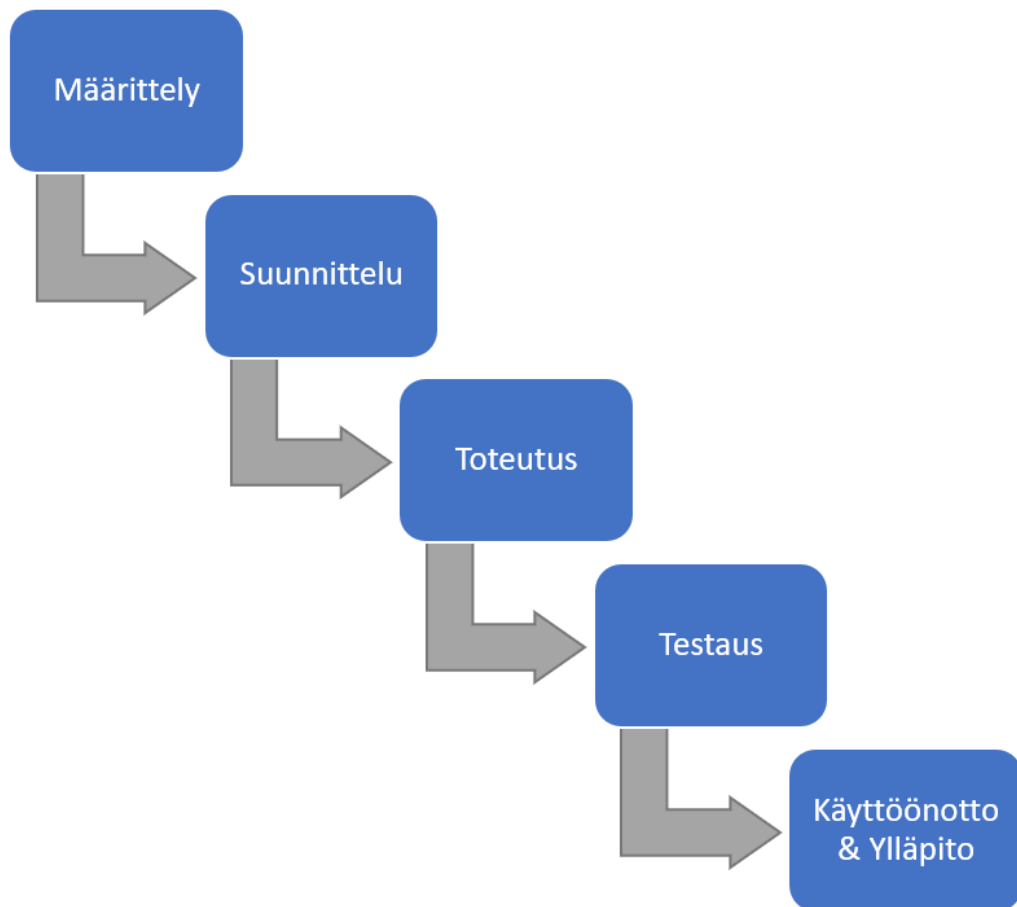 Määrittely
Suunnittelu
Toteutus
Testaus
Käyttöönotto
& Ylläpito